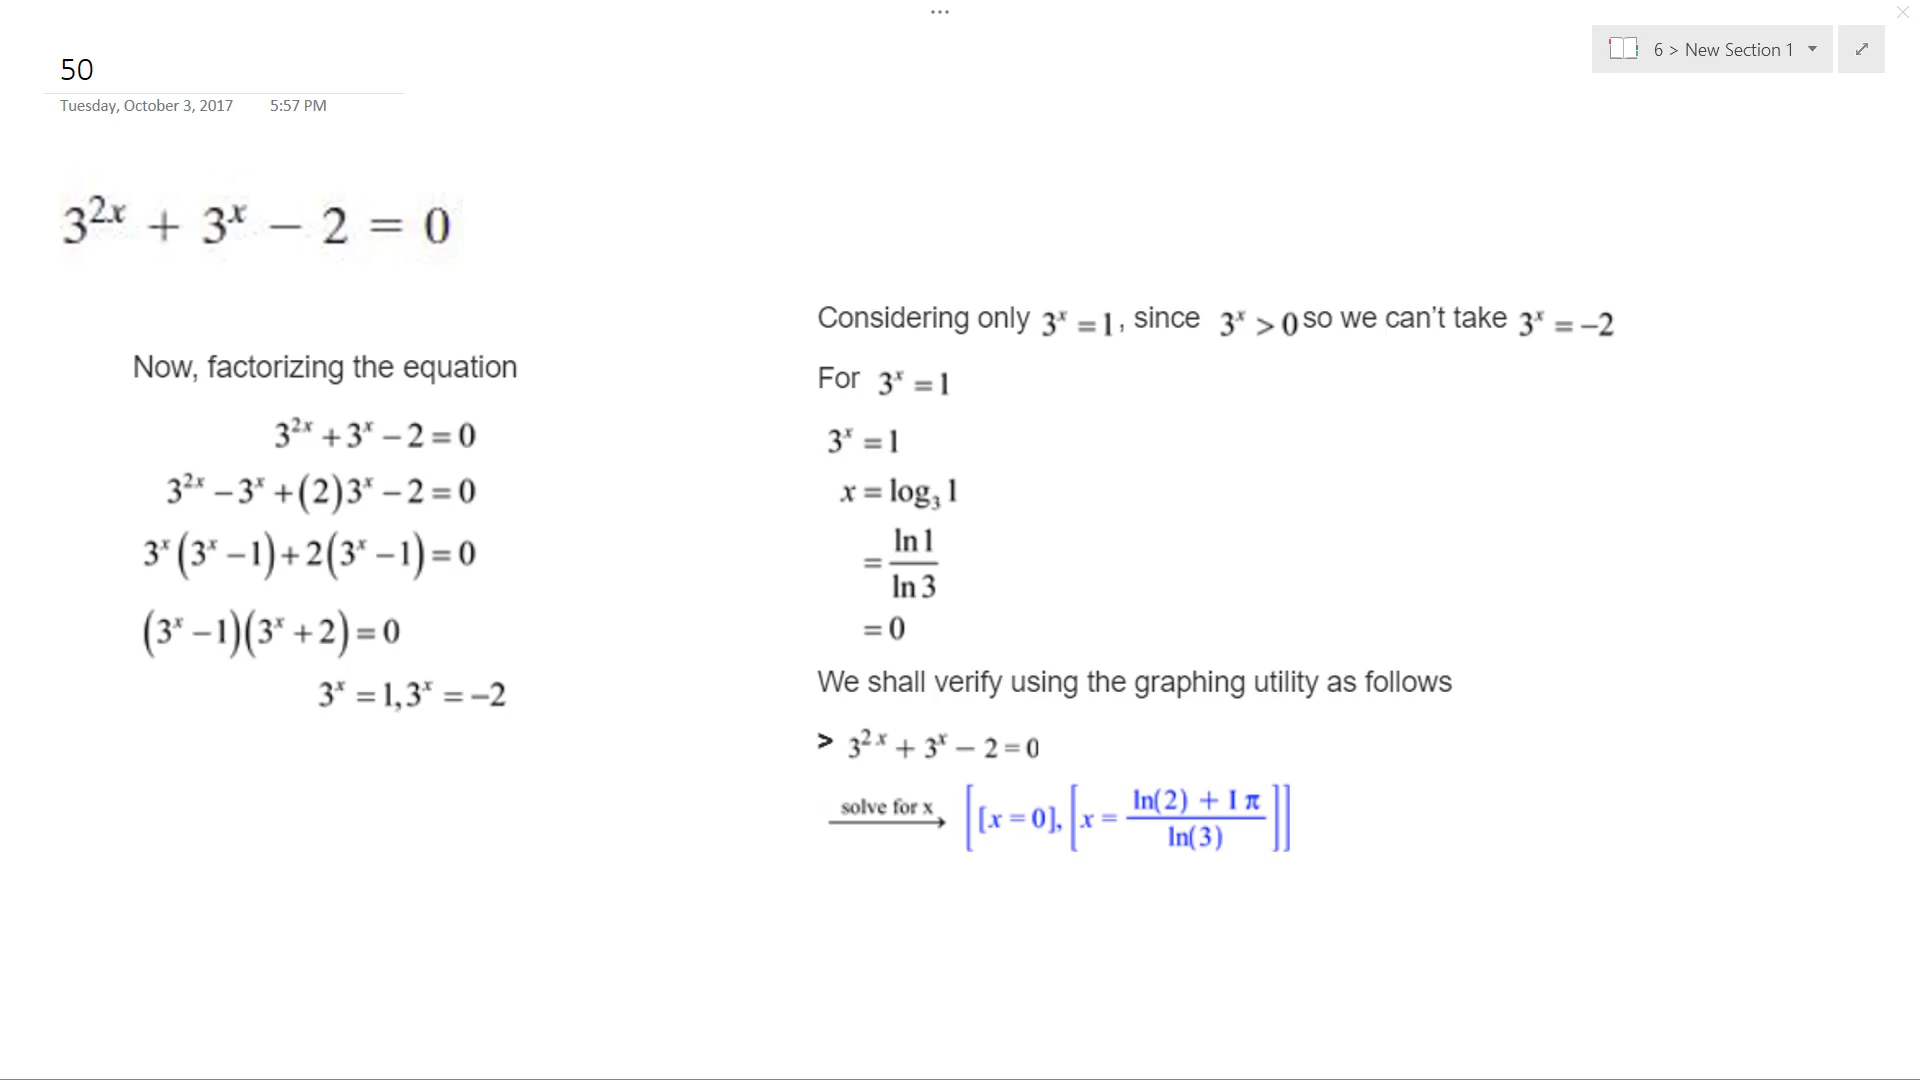 ...
6 > New Section 1
50
Tuesday, October 3, 2017 5:57 PM
3^{2x} + 3^x − 2 = 0
Now, factorizing the equation
3^{2x} + 3^x − 2 = 0
3^{2x} − 3^x + (2)3^x − 2 = 0
3^x (3^x − 1) + 2(3^x − 1) = 0
(3^x − 1)(3^x + 2) = 0
3^x = 1, 3^x = −2
Considering only 3^x = 1, since 3^x > 0 so we can't take 3^x = −2
For 3^x = 1
3^x = 1
x = log_3 1
= ln 1 / ln 3
= 0
We shall verify using the graphing utility as follows
> 3^{2 x} + 3^x − 2 = 0
solve for x → [[x = 0], [x = (ln(2) + I π) / ln(3)]]